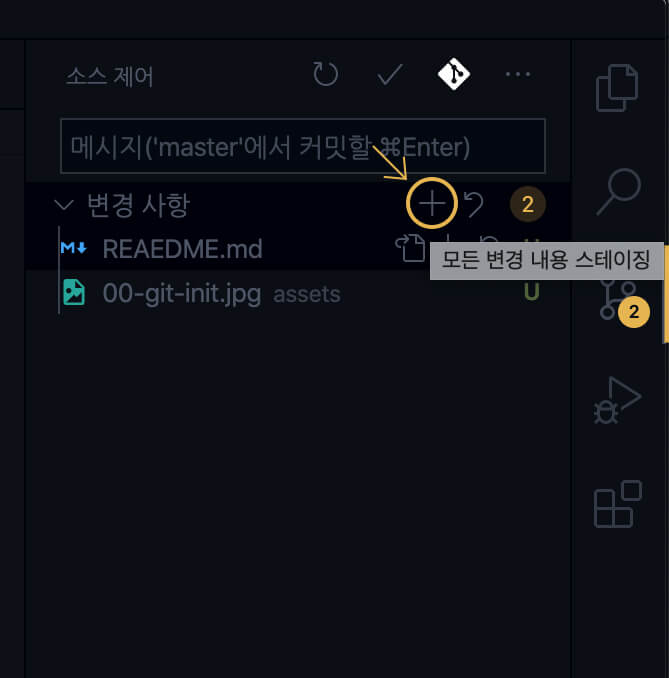 소스 제어
메시지('master'에서 커밋할 ⌘Enter)
변경 사항 2
REAEDME.md U
모든 변경 내용 스테이징
00-git-init.jpg assets U
2